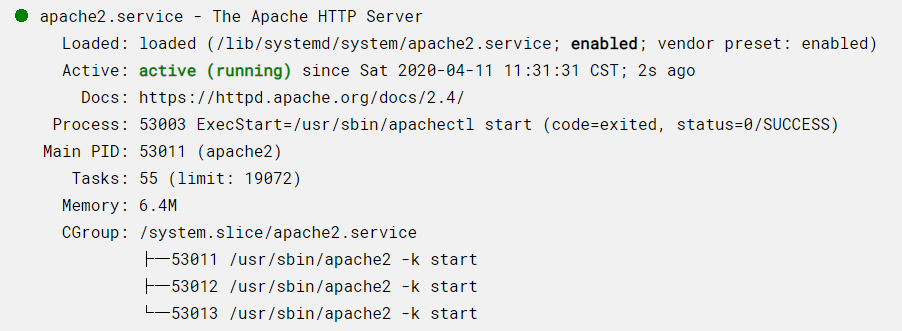 ● apache2.service - The Apache HTTP Server
Loaded: loaded (/lib/systemd/system/apache2.service; enabled; vendor preset: enabled)
Active: active (running) since Sat 2020-04-11 11:31:31 CST; 2s ago
Docs: https://httpd.apache.org/docs/2.4/
Process: 53003 ExecStart=/usr/sbin/apachectl start (code=exited, status=0/SUCCESS)
Main PID: 53011 (apache2)
Tasks: 55 (limit: 19072)
Memory: 6.4M
CGroup: /system.slice/apache2.service
├─53011 /usr/sbin/apache2 -k start
├─53012 /usr/sbin/apache2 -k start
└─53013 /usr/sbin/apache2 -k start